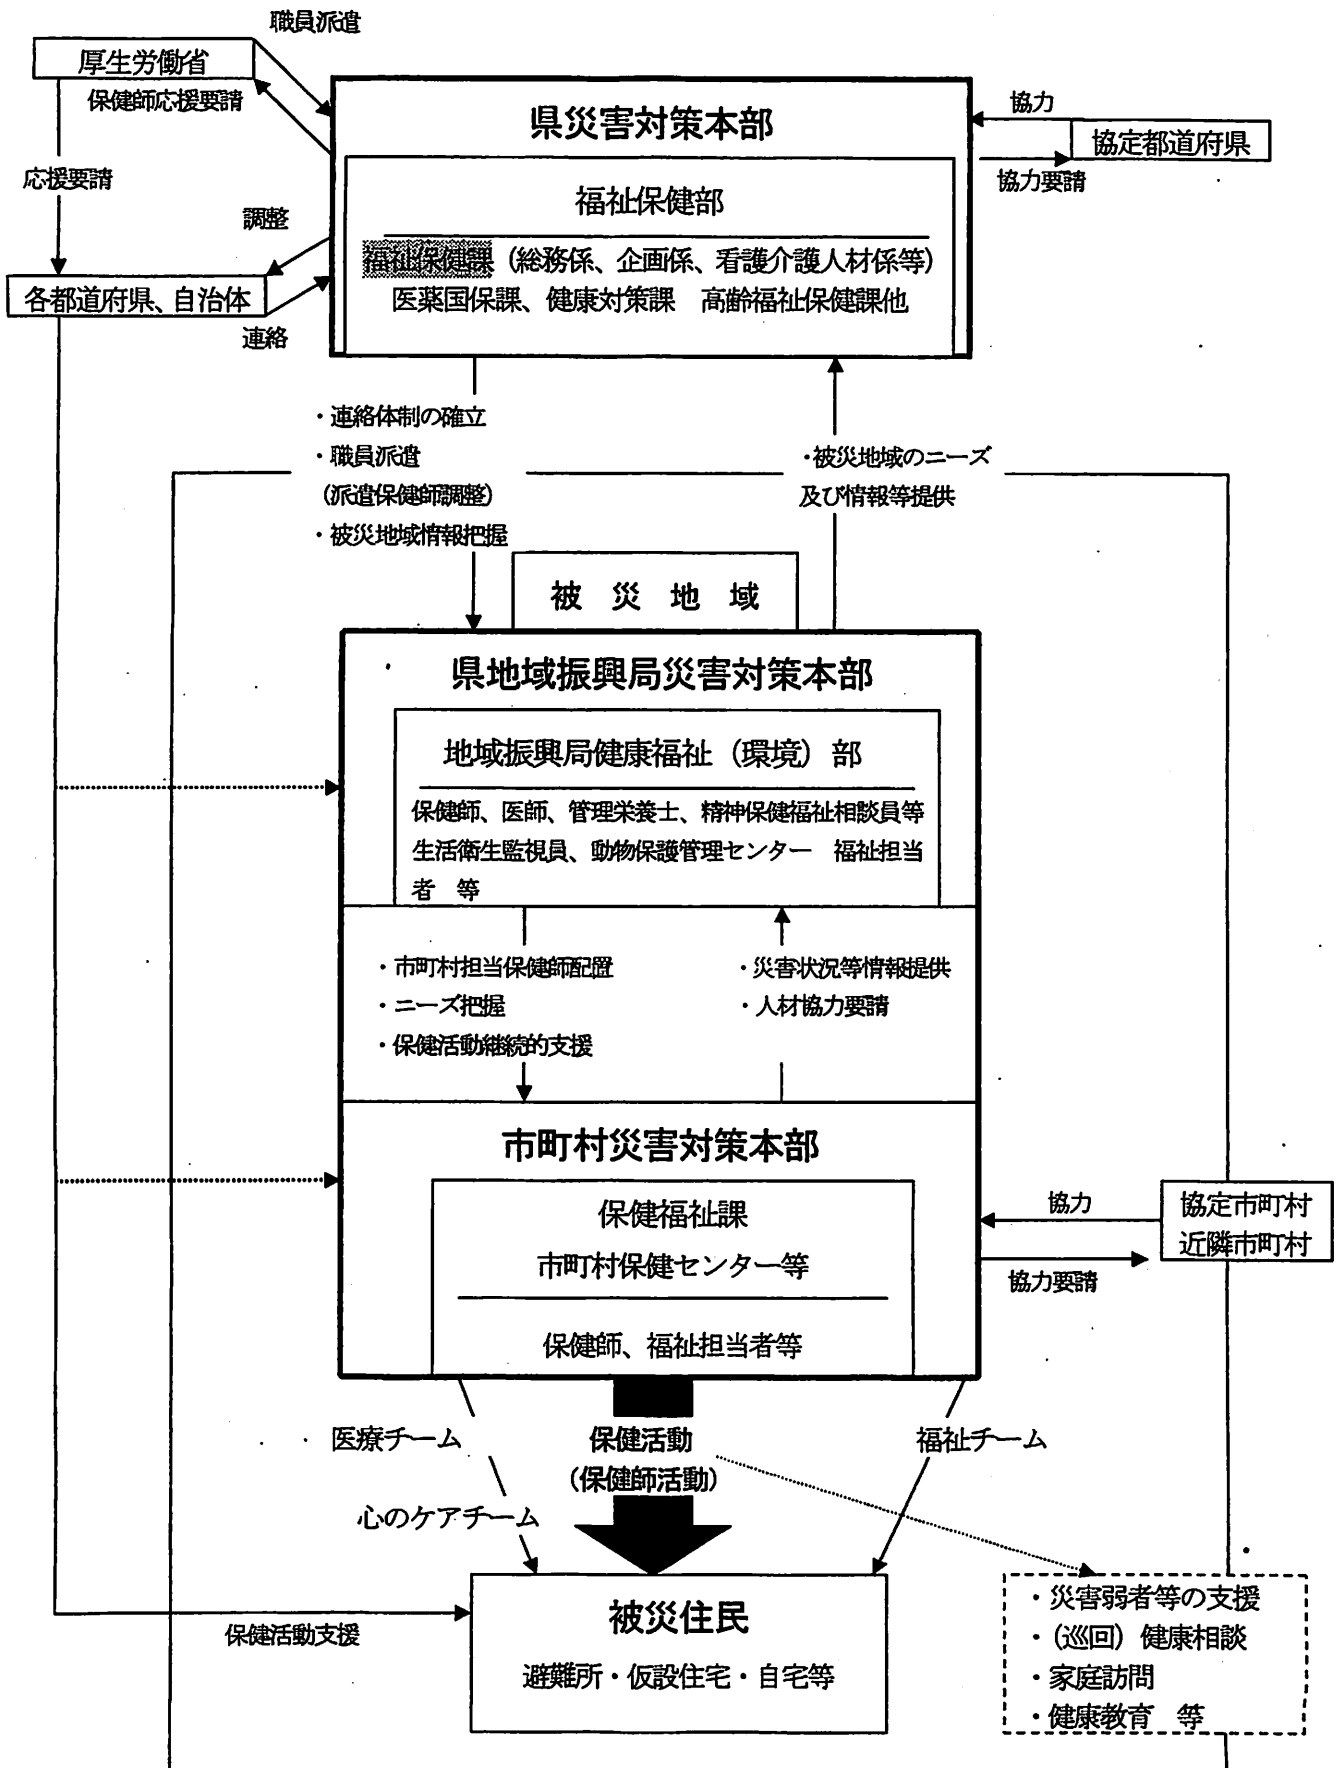 職員派遣
厚生労働省
保健師応援要請
県災害対策本部
協力
協定都道府県
協力要請
応援要請
福祉保健部
調整
福祉保健課（総務係、企画係、看護介護人材係等）
各都道府県、自治体
医薬国保課、健康対策課　高齢福祉保健課他
連絡
・連絡体制の確立
・職員派遣
（派遣保健師調整）
・被災地域情報把握
・被災地域のニーズ
及び情報等提供
被　災　地　域
県地域振興局災害対策本部
地域振興局健康福祉（環境）部
保健師、医師、管理栄養士、精神保健福祉相談員等
生活衛生監視員、動物保護管理センター　福祉担当
者　等
・市町村担当保健師配置
・ニーズ把握
・保健活動継続的支援
・災害状況等情報提供
・人材協力要請
市町村災害対策本部
保健福祉課
市町村保健センター等
保健師、福祉担当者等
協力
協定市町村
近隣市町村
協力要請
医療チーム
心のケアチーム
保健活動
（保健師活動）
福祉チーム
保健活動支援
被災住民
避難所・仮設住宅・自宅等
・災害弱者等の支援
・（巡回）健康相談
・家庭訪問
・健康教育　等